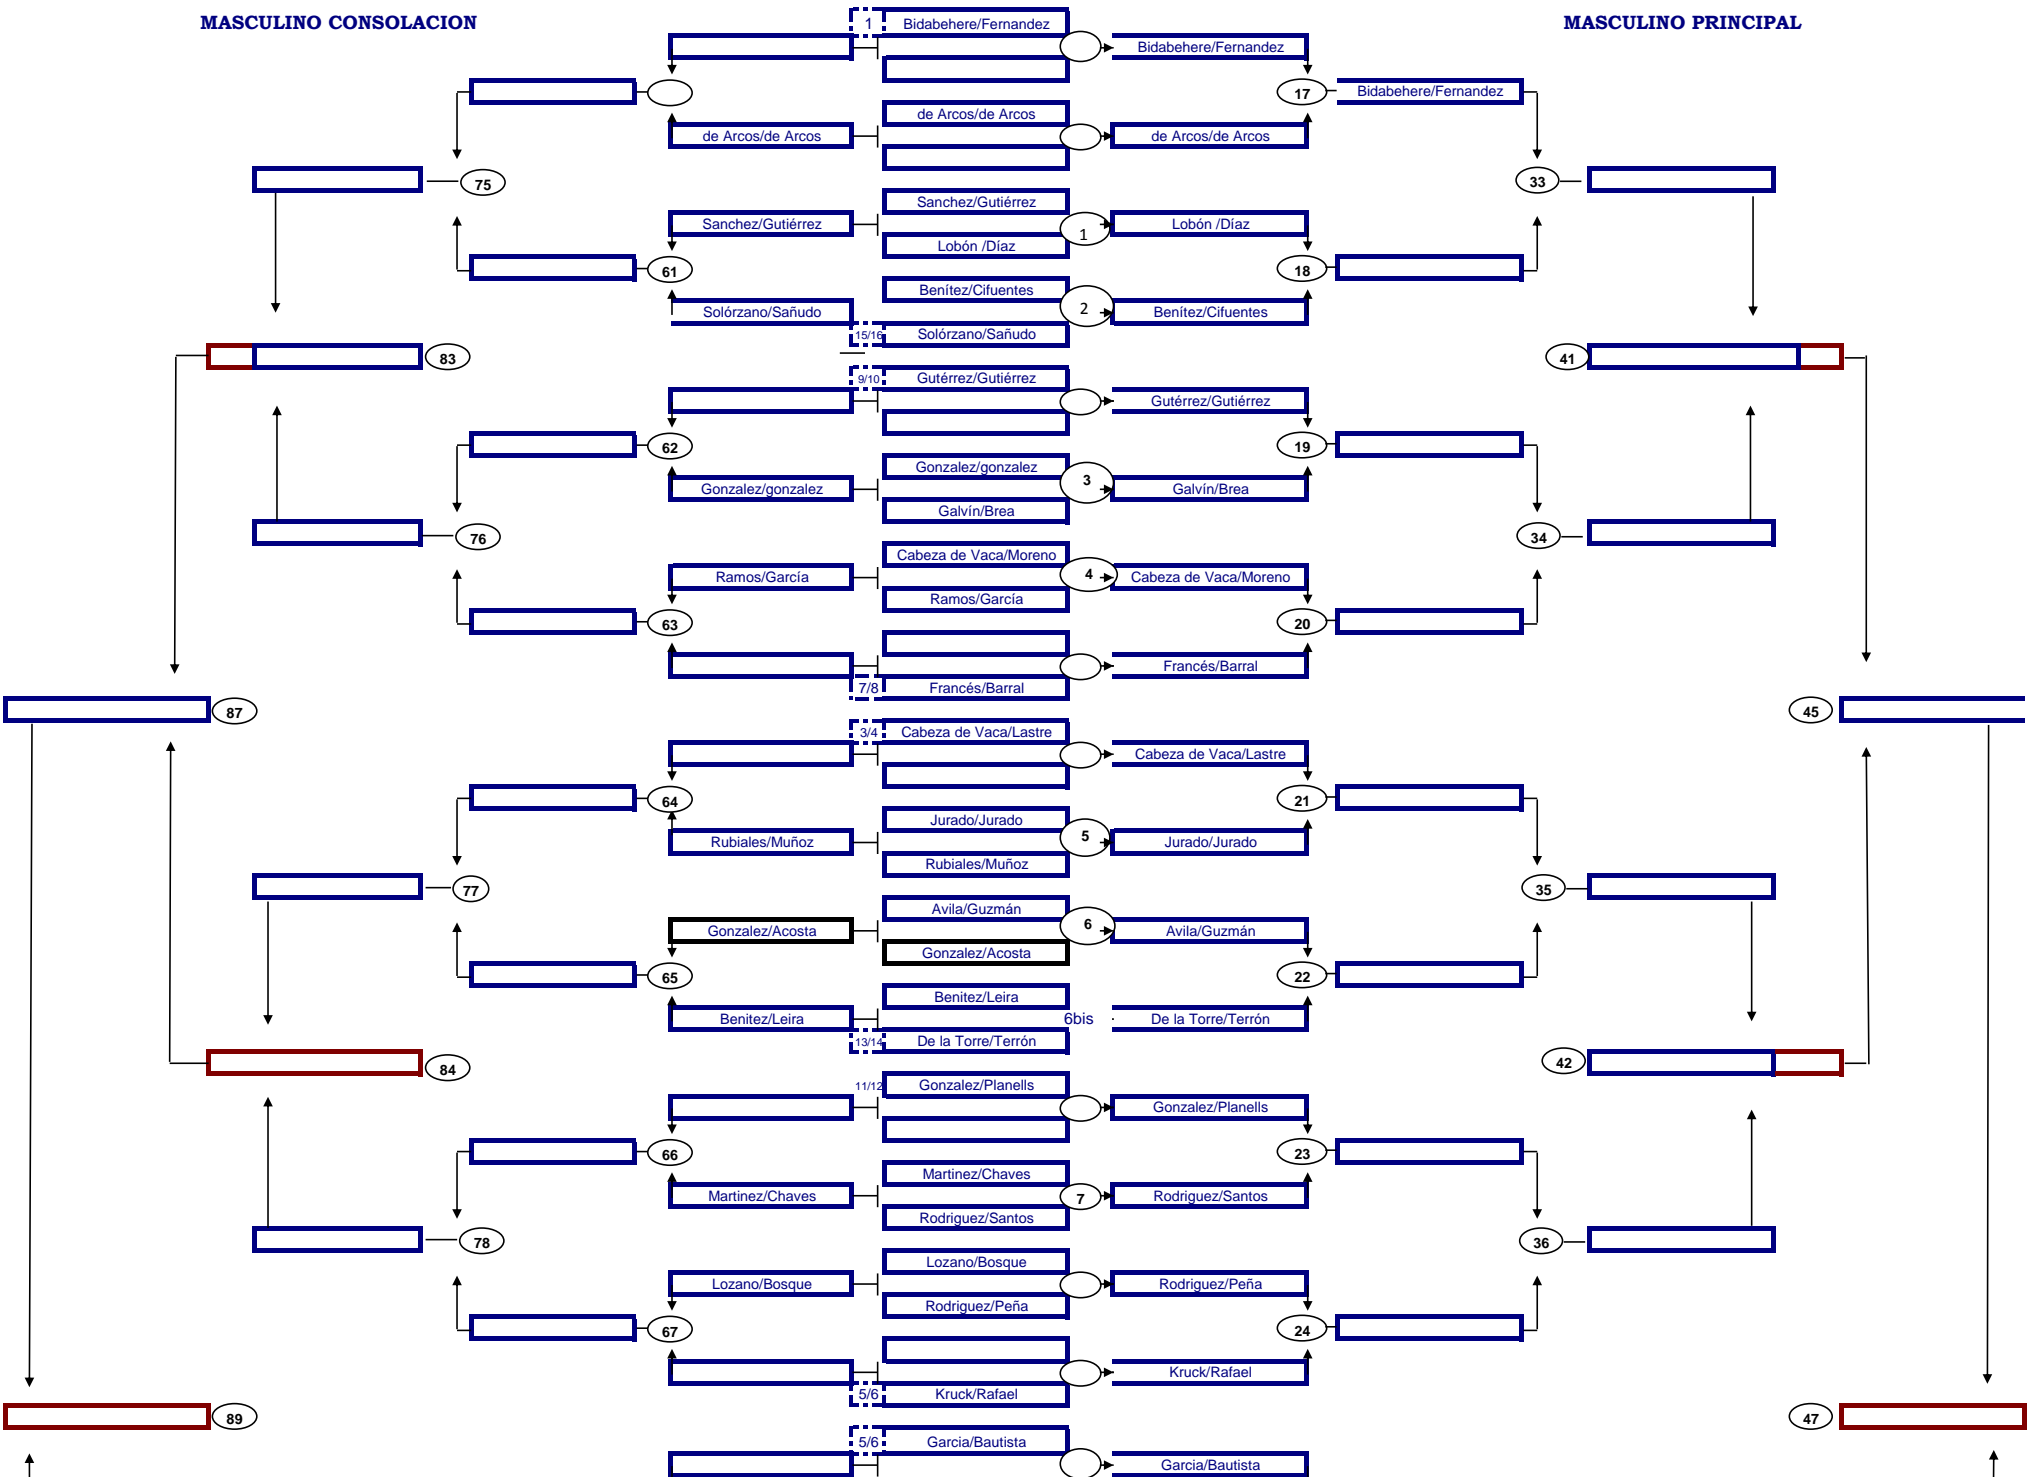 MASCULINO CONSOLACION
MASCULINO PRINCIPAL
1 Bidabehere/Fernandez
Bidabehere/Fernandez
17 Bidabehere/Fernandez
de Arcos/de Arcos
de Arcos/de Arcos
de Arcos/de Arcos
75
33
Sanchez/Gutiérrez
Sanchez/Gutiérrez
1
Lobón /Díaz
Lobón /Díaz
61
18
Benítez/Cifuentes
Solórzano/Sañudo
2
Benítez/Cifuentes
15/16 Solórzano/Sañudo
83
41
9/10 Gutérrez/Gutiérrez
Gutérrez/Gutiérrez
62
19
Gonzalez/gonzalez
Gonzalez/gonzalez
3
Galvín/Brea
Galvín/Brea
76
34
Cabeza de Vaca/Moreno
Ramos/García
4
Cabeza de Vaca/Moreno
Ramos/García
63
20
Francés/Barral
7/8 Francés/Barral
87
45
3/4 Cabeza de Vaca/Lastre
Cabeza de Vaca/Lastre
64
21
Jurado/Jurado
Rubiales/Muñoz
5
Jurado/Jurado
Rubiales/Muñoz
77
35
Avila/Guzmán
Gonzalez/Acosta
6
Avila/Guzmán
Gonzalez/Acosta
65
22
Benitez/Leira
Benitez/Leira
6bis
De la Torre/Terrón
13/14 De la Torre/Terrón
84
42
11/12 Gonzalez/Planells
Gonzalez/Planells
66
23
Martinez/Chaves
Martinez/Chaves
7
Rodriguez/Santos
Rodriguez/Santos
78
36
Lozano/Bosque
Lozano/Bosque
Rodriguez/Peña
Rodriguez/Peña
67
24
Kruck/Rafael
5/6 Kruck/Rafael
89
47
5/6 Garcia/Bautista
Garcia/Bautista